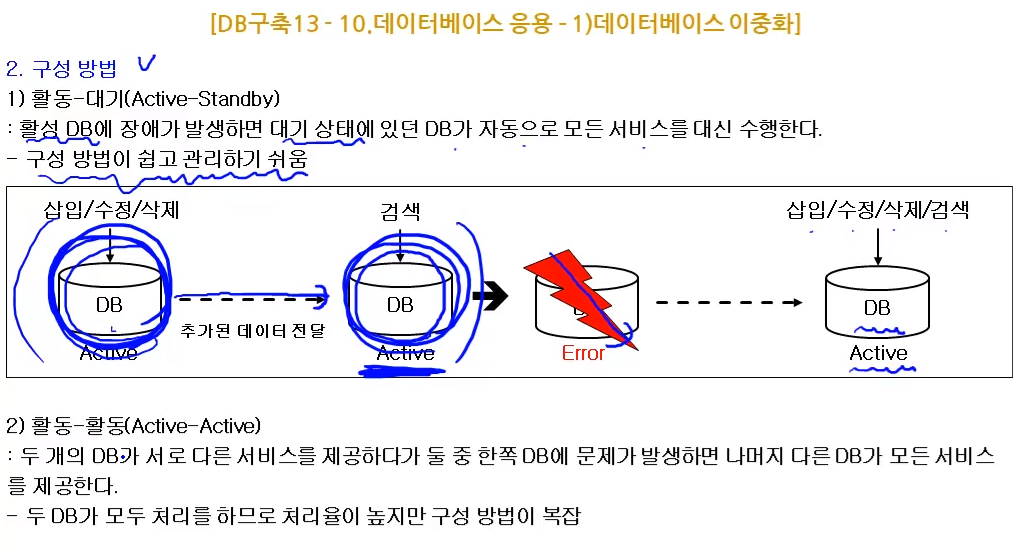 [DB구축13 - 10.데이터베이스 응용 - 1)데이터베이스 이중화]
2. 구성 방법
1) 활동-대기(Active-Standby)
: 활성 DB에 장애가 발생하면 대기 상태에 있던 DB가 자동으로 모든 서비스를 대신 수행한다.
- 구성 방법이 쉽고 관리하기 쉬움
삽입/수정/삭제 검색 삽입/수정/삭제/검색
DB DB DB
추가된 데이터 전달
Active Active Error Active
2) 활동-활동(Active-Active)
: 두 개의 DB가 서로 다른 서비스를 제공하다가 둘 중 한쪽 DB에 문제가 발생하면 나머지 다른 DB가 모든 서비스
를 제공한다.
- 두 DB가 모두 처리를 하므로 처리율이 높지만 구성 방법이 복잡